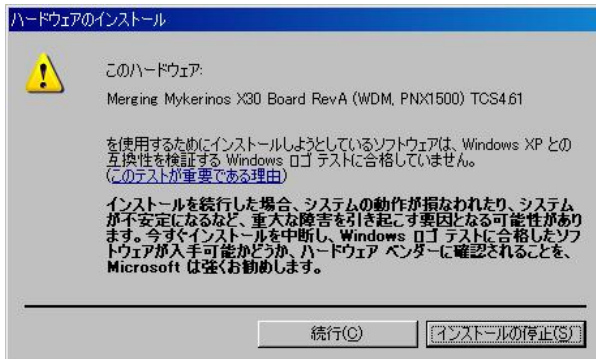 ハードウェアのインストール
このハードウェア:
Merging Mykerinos X30 Board RevA (WDM, PNX1500) TCS4.61
を使用するためにインストールしようとしているソフトウェアは、Windows XP との
互換性を検証する Windows ロゴ テストに合格していません。
(このテストが重要である理由)
インストールを続行した場合、システムの動作が損なわれたり、システム
が不安定になるなど、重大な障害を引き起こす要因となる可能性があり
ます。今すぐインストールを中断し、Windows ロゴ テストに合格したソフ
トウェアが入手可能かどうか、ハードウェア ベンダーに確認されることを、
Microsoft は強くお勧めします。
続行(C)
インストールの停止(S)